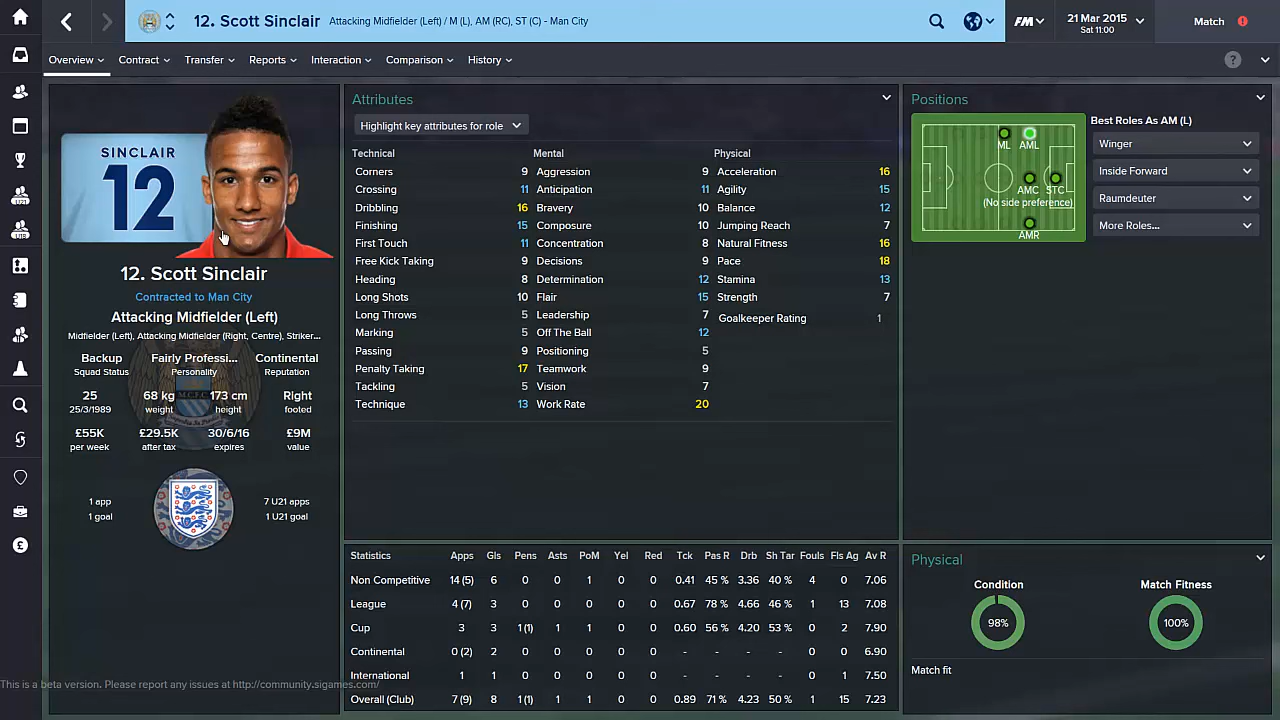 12. Scott Sinclair Attacking Midfielder (Left) / M (L), AM (RC), ST (C) - Man City FM 21 Mar 2015 Sat 11:00 Match
Overview Contract Transfer Reports Interaction Comparison History
SINCLAIR
12
12. Scott Sinclair
Contracted to Man City
Attacking Midfielder (Left)
Midfielder (Left), Attacking Midfielder (Right, Centre), Striker...
Backup Fairly Professi... Continental
Squad Status Personality Reputation
25 68 kg 173 cm Right
25/3/1989 weight height footed
£55K £29.5K 30/6/16 £9M
per week after tax expires value
1 app 7 U21 apps
1 goal 1 U21 goal
Attributes
Highlight key attributes for role
Technical Mental Physical
Corners 9 Aggression 9 Acceleration 16
Crossing 11 Anticipation 11 Agility 15
Dribbling 16 Bravery 10 Balance 12
Finishing 15 Composure 10 Jumping Reach 7
First Touch 11 Concentration 8 Natural Fitness 16
Free Kick Taking 9 Decisions 9 Pace 18
Heading 8 Determination 12 Stamina 13
Long Shots 10 Flair 15 Strength 7
Long Throws 5 Leadership 7 Goalkeeper Rating 1
Marking 5 Off The Ball 12
Passing 9 Positioning 5
Penalty Taking 17 Teamwork 9
Tackling 5 Vision 7
Technique 13 Work Rate 20
Positions
ML AML
AMC STC
(No side preference)
AMR
Best Roles As AM (L)
Winger
Inside Forward
Raumdeuter
More Roles...
Statistics Apps Gls Pens Asts PoM Yel Red Tck Pas R Drb Sh Tar Fouls Fls Ag Av R
Non Competitive 14 (5) 6 0 0 1 0 0 0.41 45 % 3.36 40 % 4 0 7.06
League 4 (7) 3 0 0 0 0 0 0.67 78 % 4.66 46 % 1 13 7.08
Cup 3 3 1 (1) 1 1 0 0 0.60 56 % 4.20 53 % 0 2 7.90
Continental 0 (2) 2 0 0 0 0 0 - - - - 0 0 6.90
International 1 1 0 0 0 0 0 - - - - 0 1 7.50
Overall (Club) 7 (9) 8 1 (1) 1 1 0 0 0.89 71 % 4.23 50 % 1 15 7.23
Physical
Condition Match Fitness
98% 100%
Match fit
This is a beta version. Please report any issues at http://community.sigames.com/